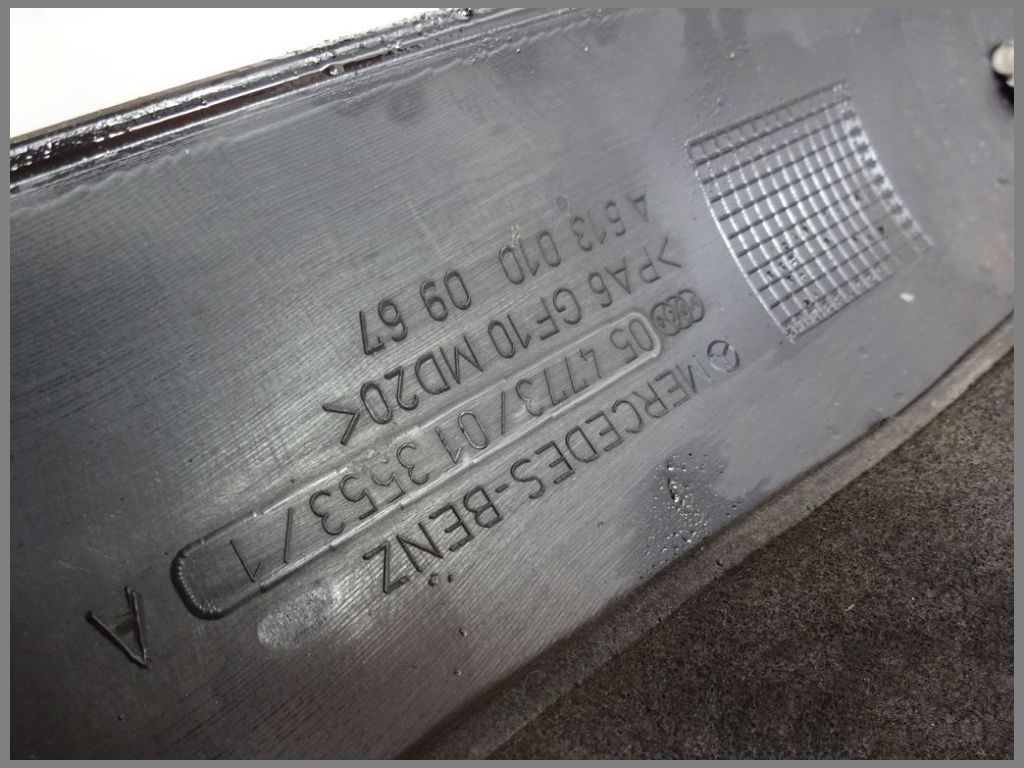 MERCEDES-BENZ
05 4773/01 3553 / 1
A
>PA6 GF10 MD20<
A 613 010 09 67